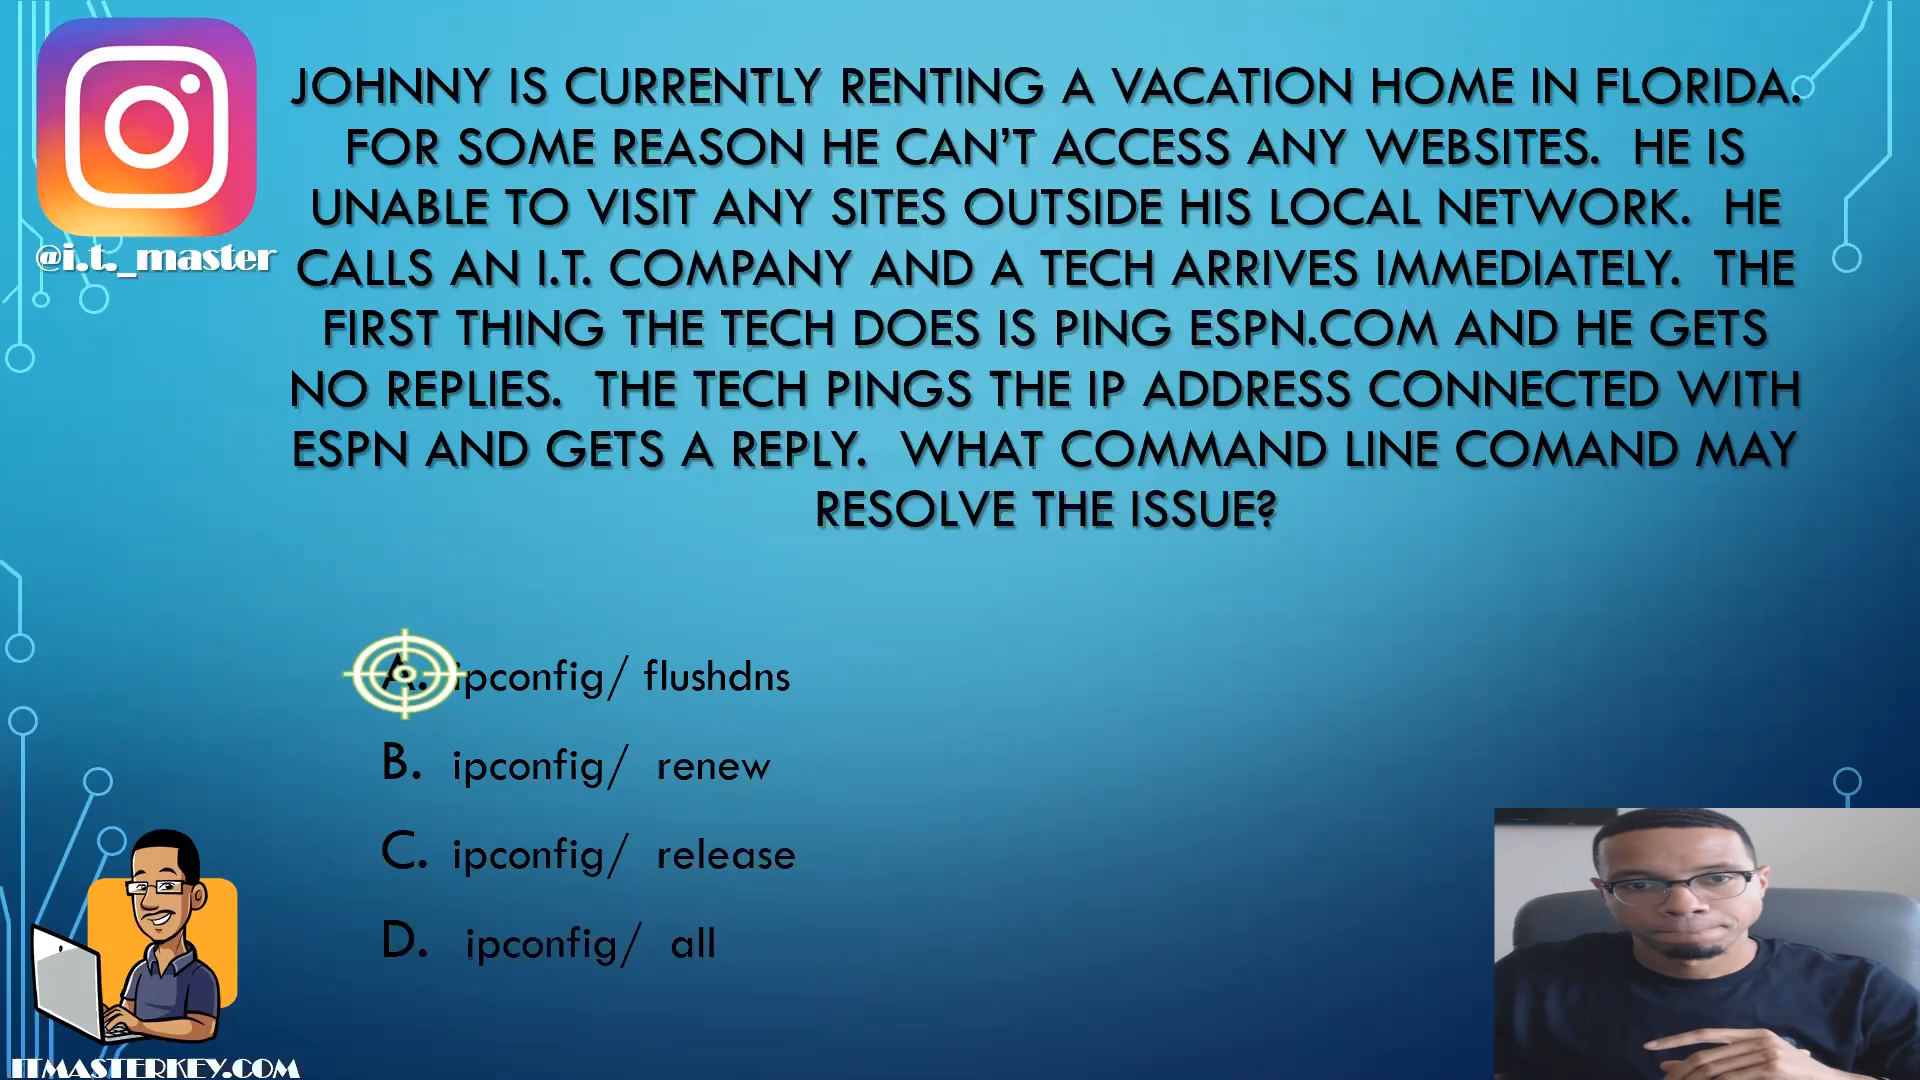 JOHNNY IS CURRENTLY RENTING A VACATION HOME IN FLORIDA.
FOR SOME REASON HE CAN'T ACCESS ANY WEBSITES. HE IS
UNABLE TO VISIT ANY SITES OUTSIDE HIS LOCAL NETWORK. HE
CALLS AN I.T. COMPANY AND A TECH ARRIVES IMMEDIATELY. THE
FIRST THING THE TECH DOES IS PING ESPN.COM AND HE GETS
NO REPLIES. THE TECH PINGS THE IP ADDRESS CONNECTED WITH
ESPN AND GETS A REPLY. WHAT COMMAND LINE COMAND MAY
RESOLVE THE ISSUE?
@i.t._master
A. ipconfig/ flushdns
B. ipconfig/ renew
C. ipconfig/ release
D. ipconfig/ all
ITMASTERKEY.COM